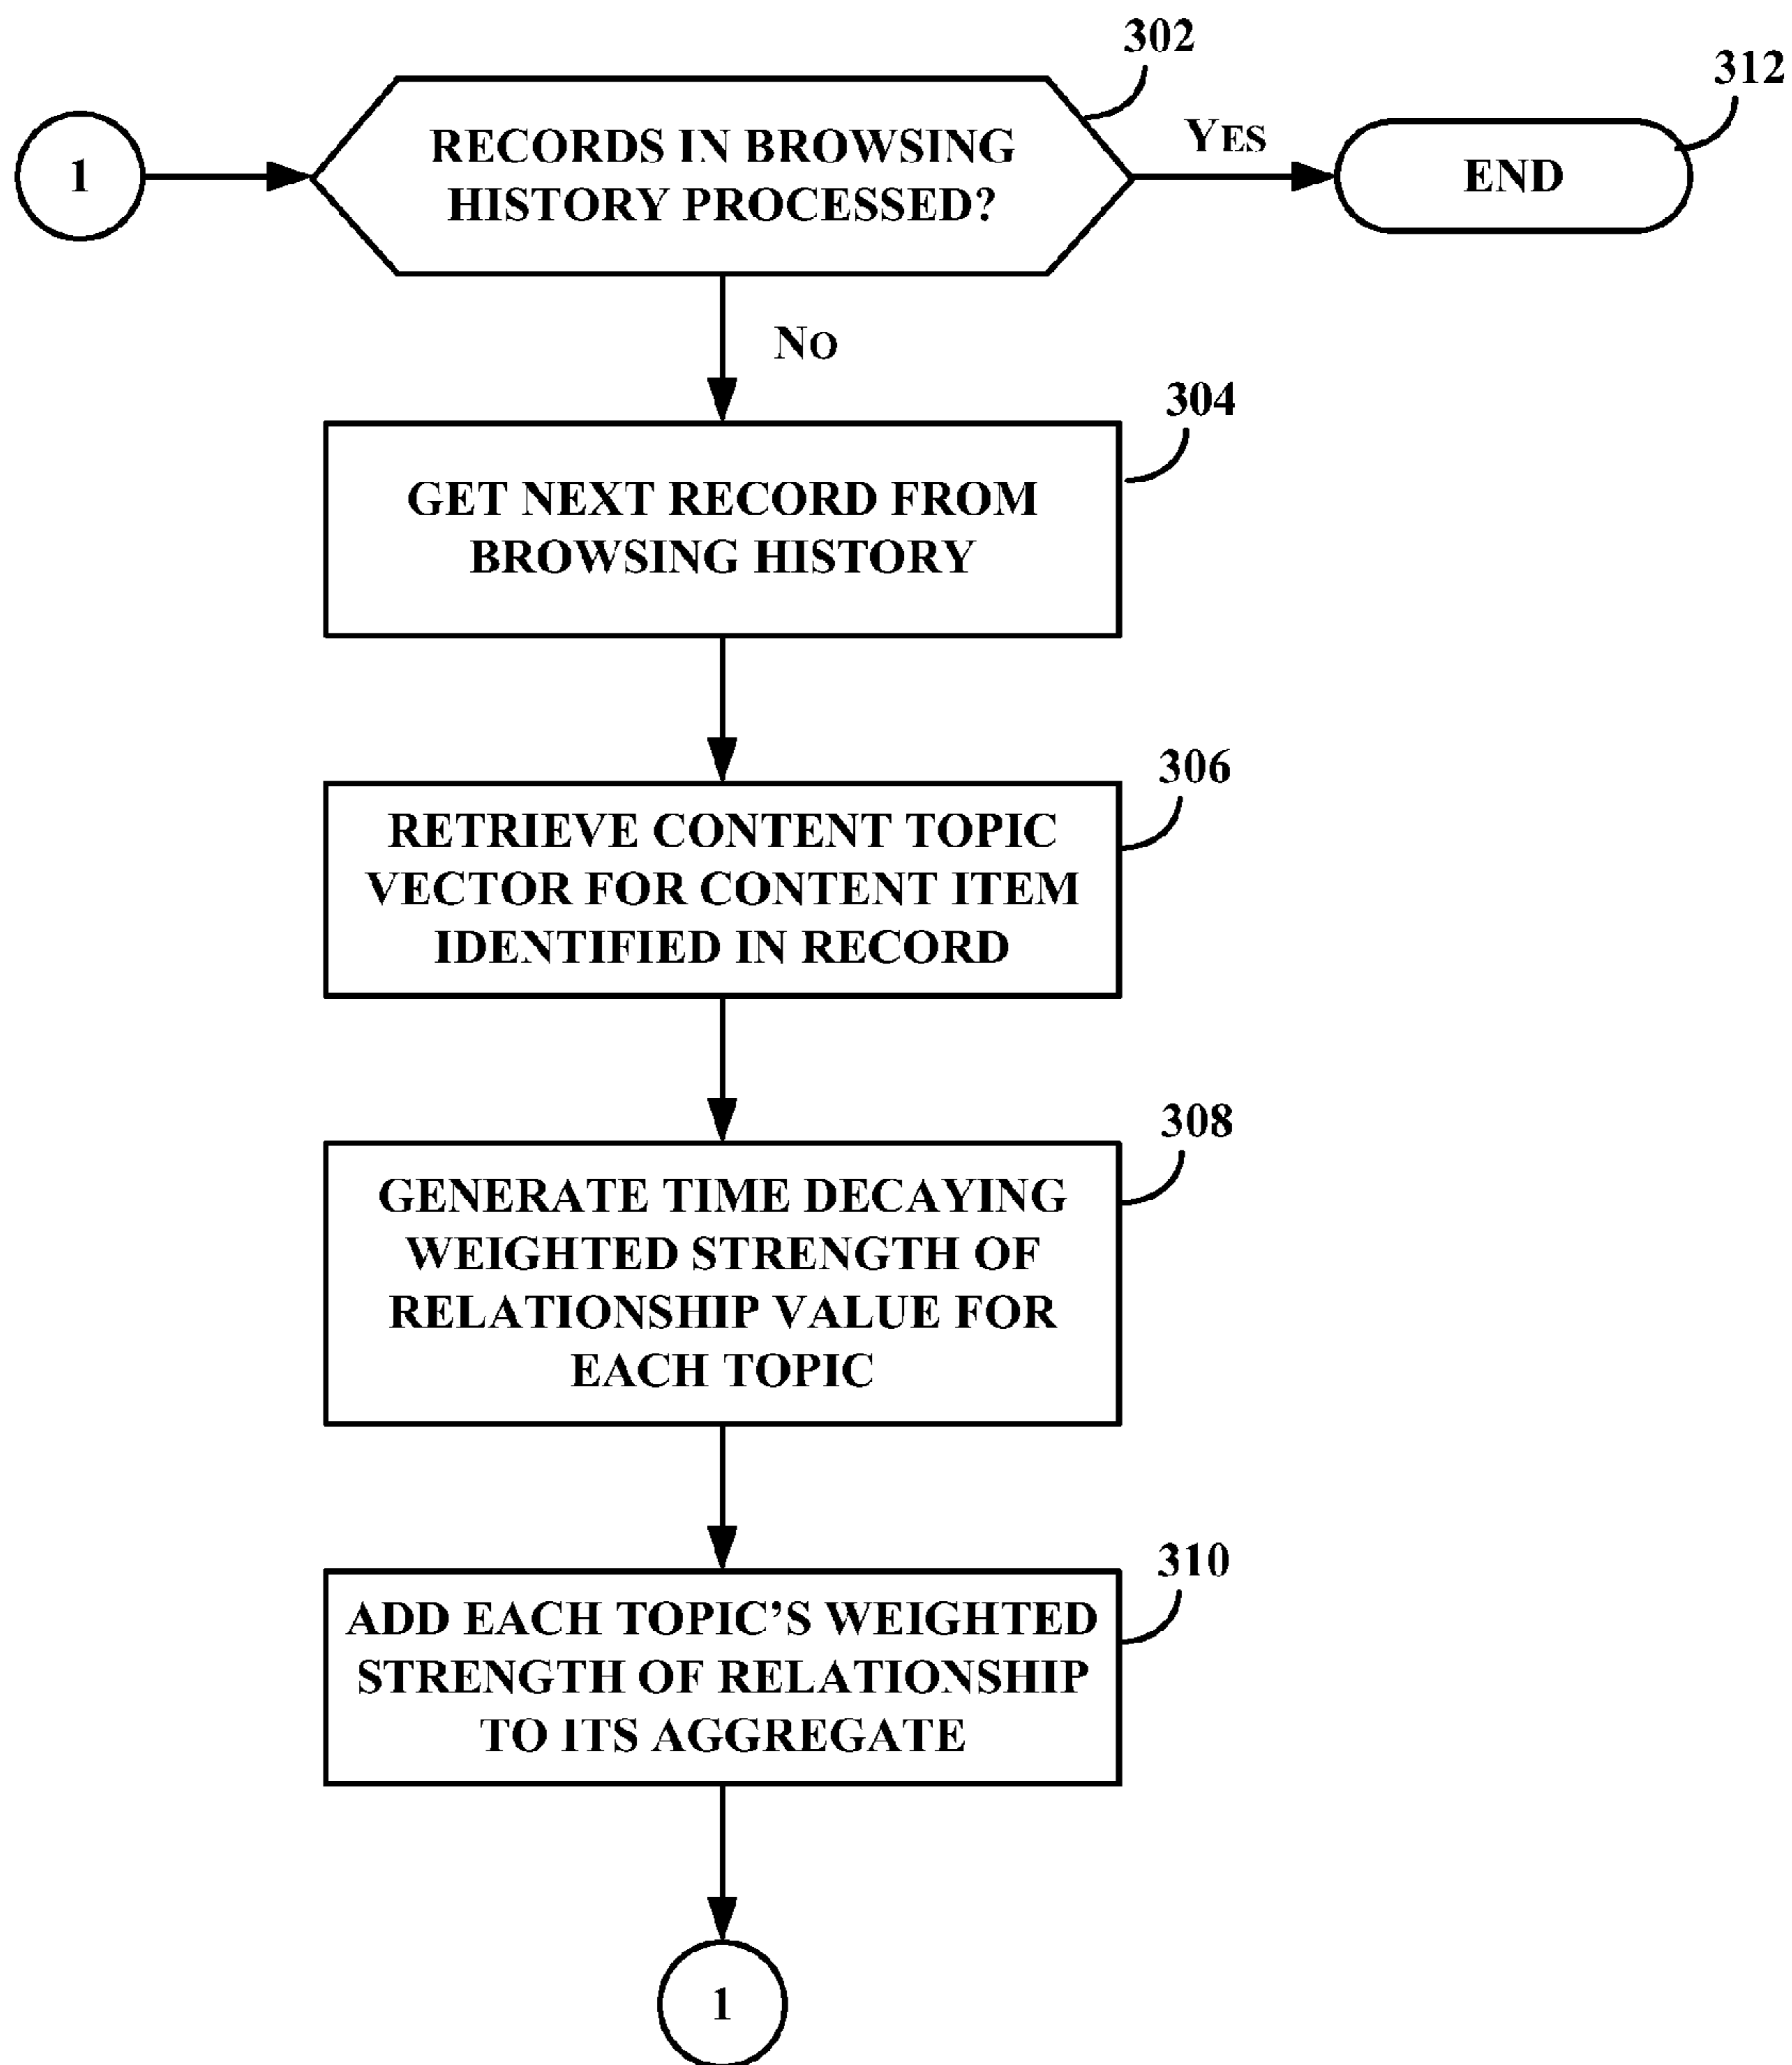 302
312
1
RECORDS IN BROWSING
HISTORY PROCESSED?
YES
END
NO
304
GET NEXT RECORD FROM
BROWSING HISTORY
306
RETRIEVE CONTENT TOPIC
VECTOR FOR CONTENT ITEM
IDENTIFIED IN RECORD
308
GENERATE TIME DECAYING
WEIGHTED STRENGTH OF
RELATIONSHIP VALUE FOR
EACH TOPIC
310
ADD EACH TOPIC’S WEIGHTED
STRENGTH OF RELATIONSHIP
TO ITS AGGREGATE
1